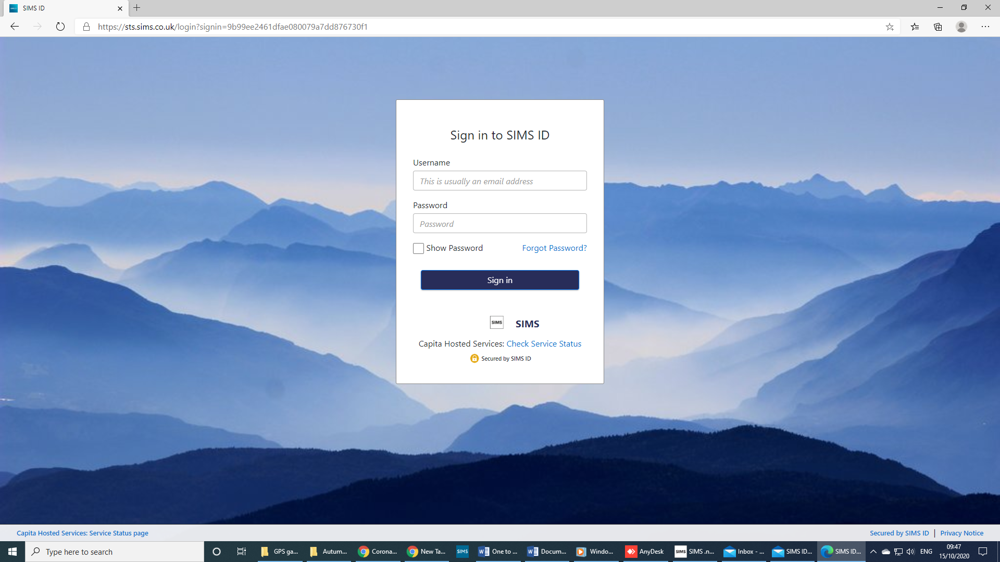 SIMS ID
https://sts.sims.co.uk/login?signin=9b99ee2461dfae080079a7dd876730f1
Sign in to SIMS ID
Username
This is usually an email address
Password
Password
Show Password Forgot Password?
Sign in
SIMS SIMS
Capita Hosted Services: Check Service Status
Secured by SIMS ID
Capita Hosted Services: Service Status page Secured by SIMS ID | Privacy Notice
Type here to search GPS ga... Autum... Corona... New Ta... SIMS One to ... Docum... Windo... AnyDesk SIMS SIMS .n... Inbox - ... SIMS ID... SIMS ID... ENG 09:47
15/10/2020